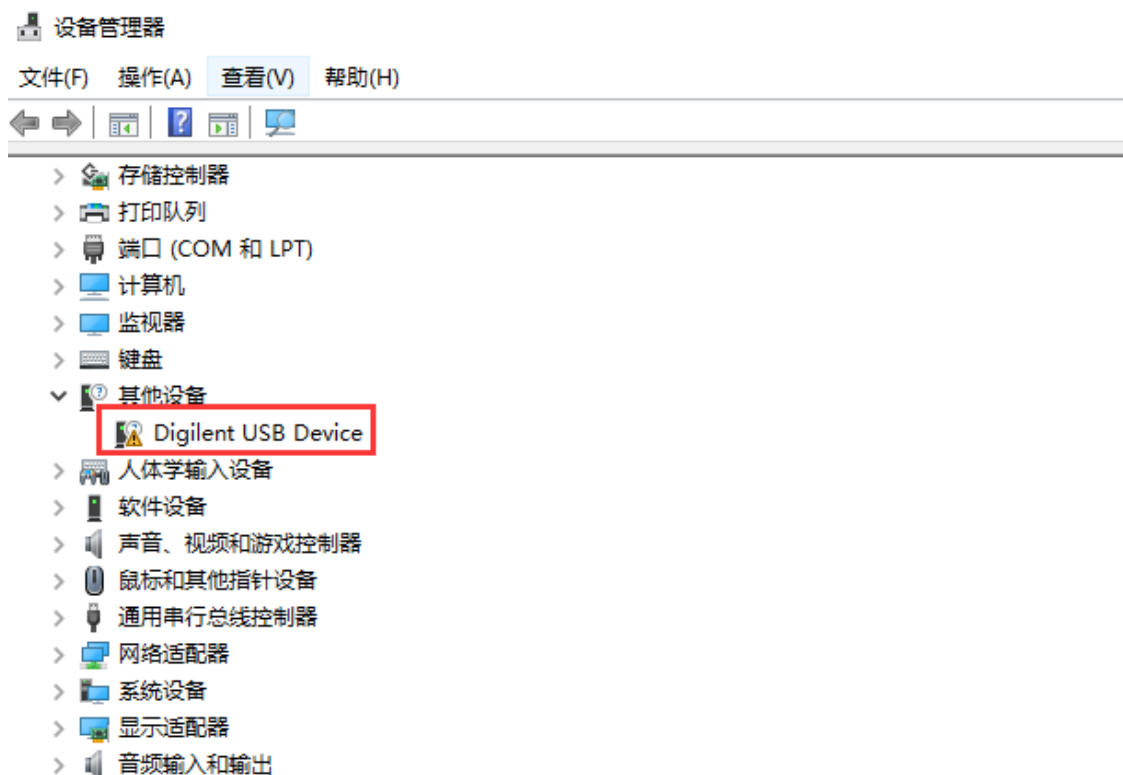 设备管理器
文件(F) 操作(A) 查看(V) 帮助(H)
存储控制器
打印队列
端口 (COM 和 LPT)
计算机
监视器
键盘
其他设备
Digilent USB Device
人体学输入设备
软件设备
声音、视频和游戏控制器
鼠标和其他指针设备
通用串行总线控制器
网络适配器
系统设备
显示适配器
音频输入和输出